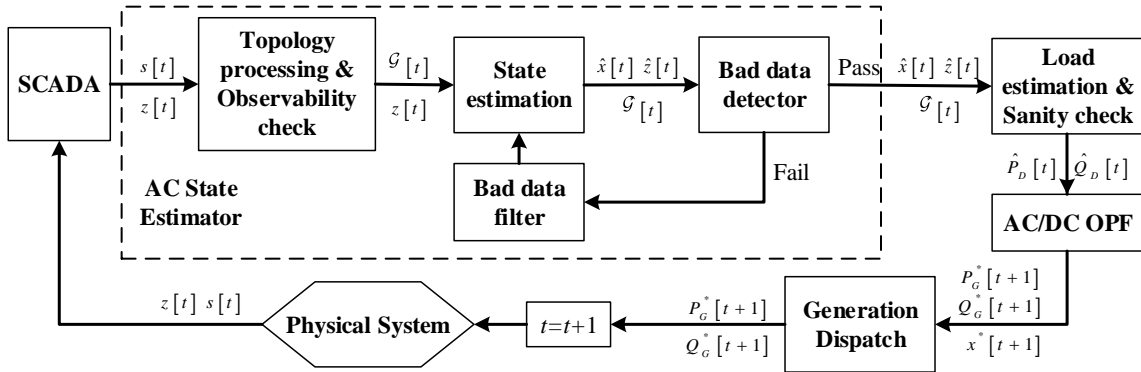 SCADA
s[t]
z[t]
Topology
processing &
Observability
check
𝒢[t]
z[t]
State
estimation
x̂[t] ẑ[t]
𝒢[t]
Bad data
detector
Pass
x̂[t] ẑ[t]
𝒢[t]
Load
estimation &
Sanity check
AC State
Estimator
Bad data
filter
Fail
P̂_D[t] Q̂_D[t]
AC/DC OPF
z[t] s[t]
Physical System
t=t+1
P_G^*[t+1]
Q_G^*[t+1]
Generation
Dispatch
P_G^*[t+1]
Q_G^*[t+1]
x^*[t+1]